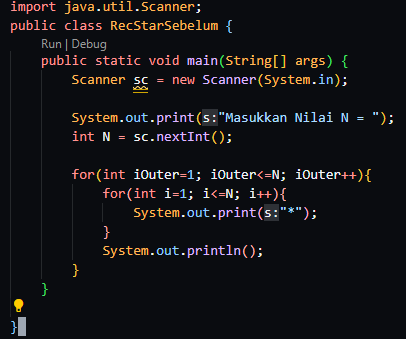 import java.util.Scanner;
public class RecStarSebelum {
Run | Debug
public static void main(String[] args) {
Scanner sc = new Scanner(System.in);
System.out.print(s:"Masukkan Nilai N = ");
int N = sc.nextInt();
for(int iOuter=1; iOuter<=N; iOuter++){
for(int i=1; i<=N; i++){
System.out.print(s:"*");
}
System.out.println();
}
}
}